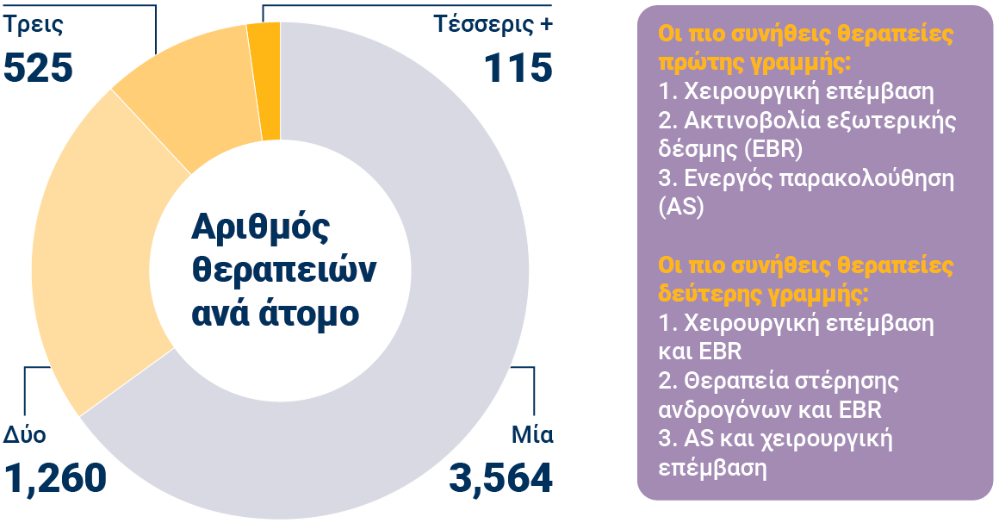 Τρεις
525
Τέσσερις +
115
Αριθμός
θεραπειών
ανά άτομο
Δύο
1,260
Μία
3,564
Οι πιο συνήθεις θεραπείες
πρώτης γραμμής:
1. Χειρουργική επέμβαση
2. Ακτινοβολία εξωτερικής
δέσμης (EBR)
3. Ενεργός παρακολούθηση
(AS)
Οι πιο συνήθεις θεραπείες
δεύτερης γραμμής:
1. Χειρουργική επέμβαση
και EBR
2. Θεραπεία στέρησης
ανδρογόνων και EBR
3. AS και χειρουργική
επέμβαση